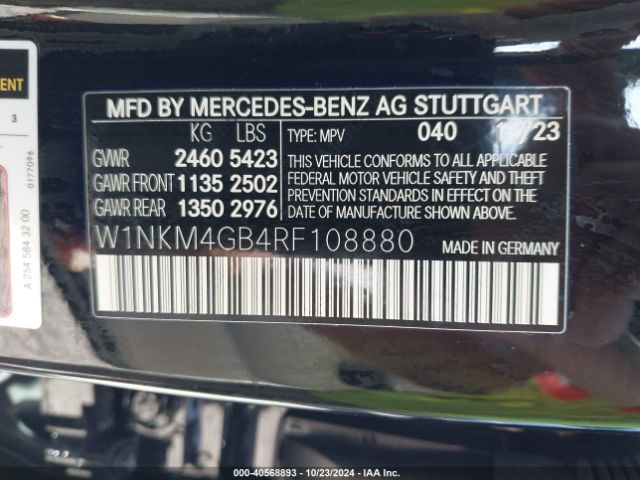 MFD BY MERCEDES-BENZ AG STUTTGART
KG LBS TYPE: MPV 040 /23
GVWR 2460 5423
GAWR FRONT 1135 2502
GAWR REAR 1350 2976
THIS VEHICLE CONFORMS TO ALL APPLICABLE
FEDERAL MOTOR VEHICLE SAFETY AND THEFT
PREVENTION STANDARDS IN EFFECT ON THE
DATE OF MANUFACTURE SHOWN ABOVE.
W1NKM4GB4RF108880
MADE IN GERMANY
3
0177096
A 254 584 32 00
000-40568893 - 10/23/2024 - IAA Inc.